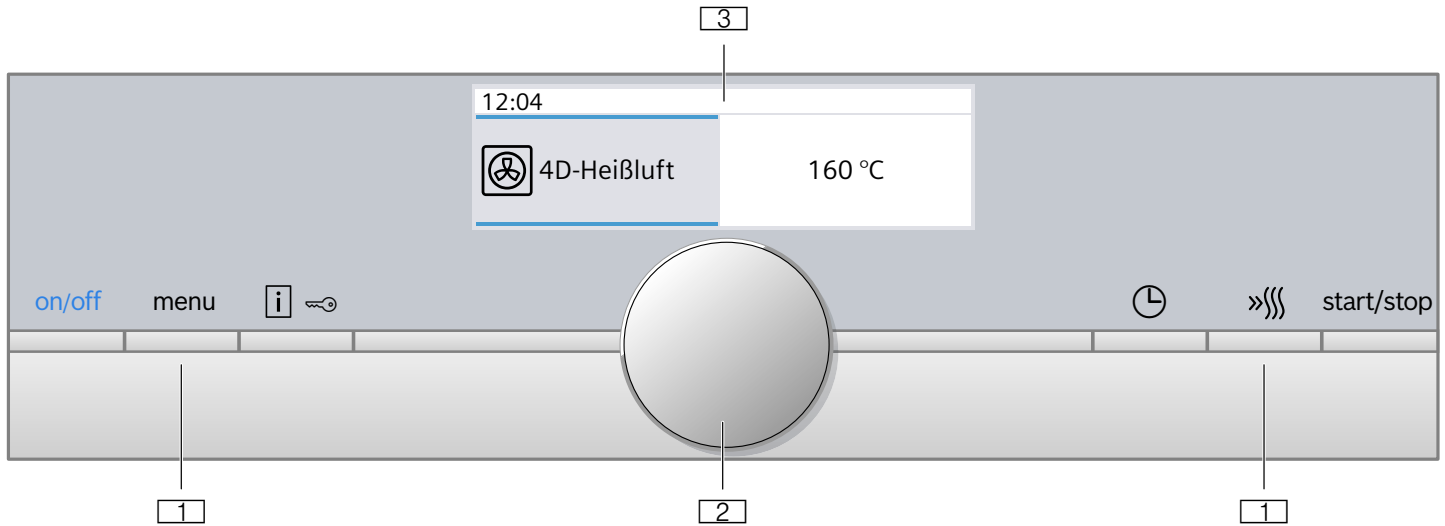 3
12:04
4D-Heißluft
160 °C
on/off
menu
i
start/stop
1
2
1